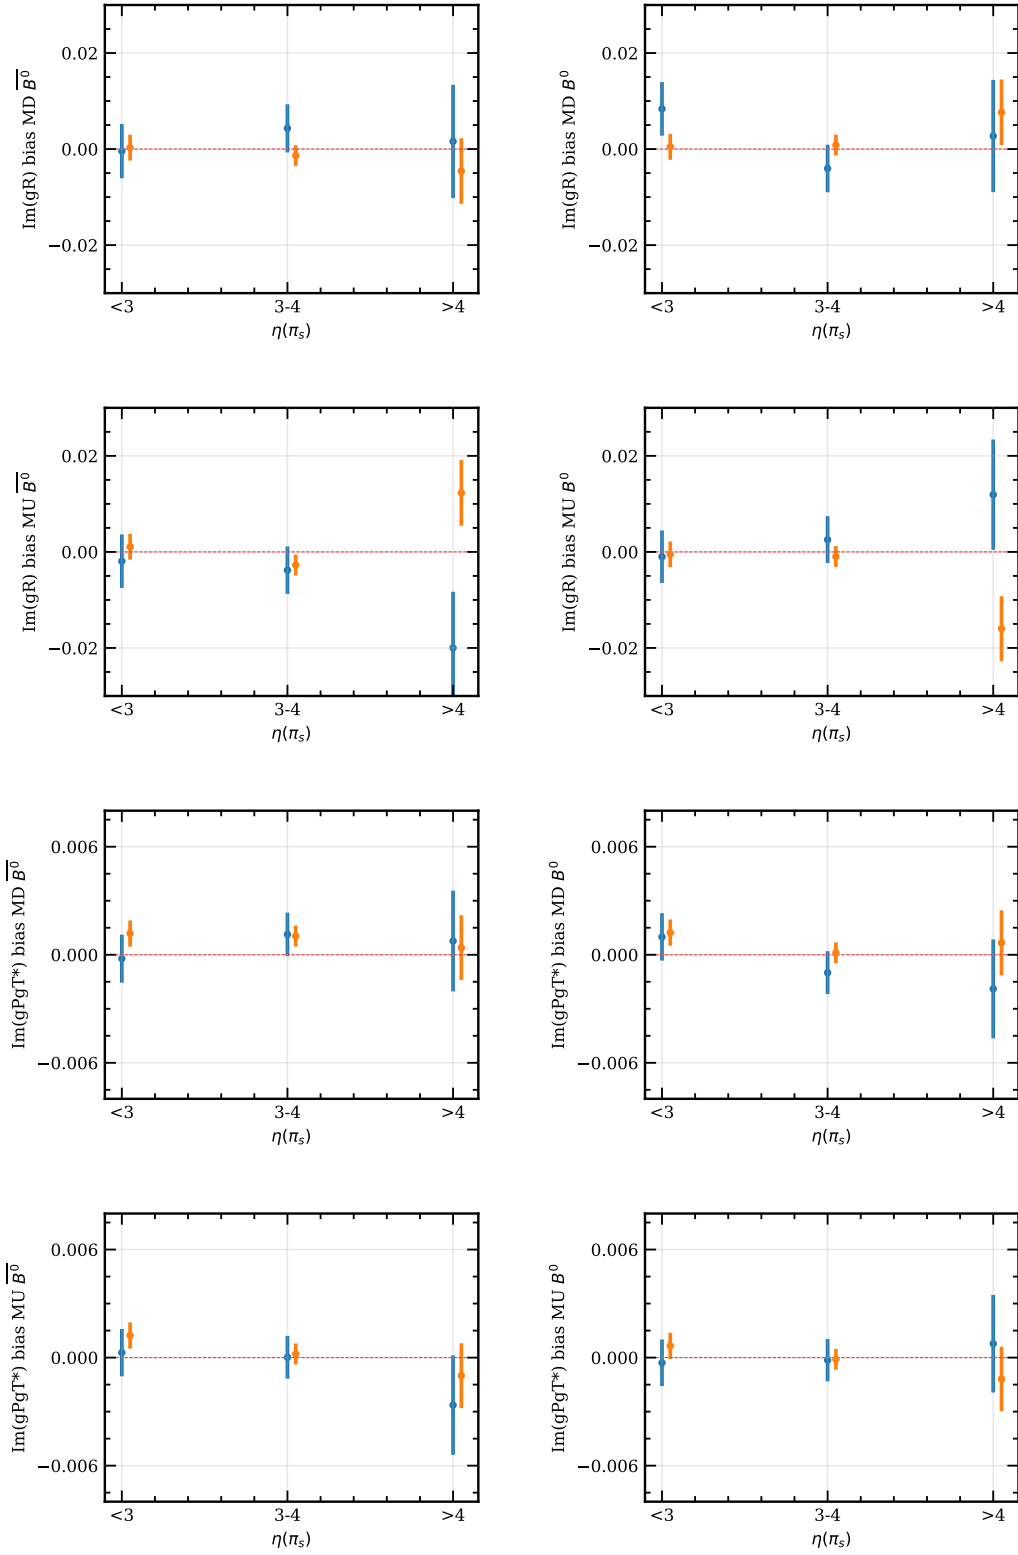 Im(gR) bias MD B̅⁰
0.02
0.00
−0.02
<3 3-4 >4
η(πₛ)
Im(gR) bias MD B⁰
0.02
0.00
−0.02
<3 3-4 >4
η(πₛ)
Im(gR) bias MU B̅⁰
0.02
0.00
−0.02
<3 3-4 >4
η(πₛ)
Im(gR) bias MU B⁰
0.02
0.00
−0.02
<3 3-4 >4
η(πₛ)
Im(gPgT*) bias MD B̅⁰
0.006
0.000
−0.006
<3 3-4 >4
η(πₛ)
Im(gPgT*) bias MD B⁰
0.006
0.000
−0.006
<3 3-4 >4
η(πₛ)
Im(gPgT*) bias MU B̅⁰
0.006
0.000
−0.006
<3 3-4 >4
η(πₛ)
Im(gPgT*) bias MU B⁰
0.006
0.000
−0.006
<3 3-4 >4
η(πₛ)